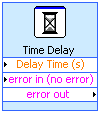 Time Delay
Delay Time (s)
error in (no error)
error out